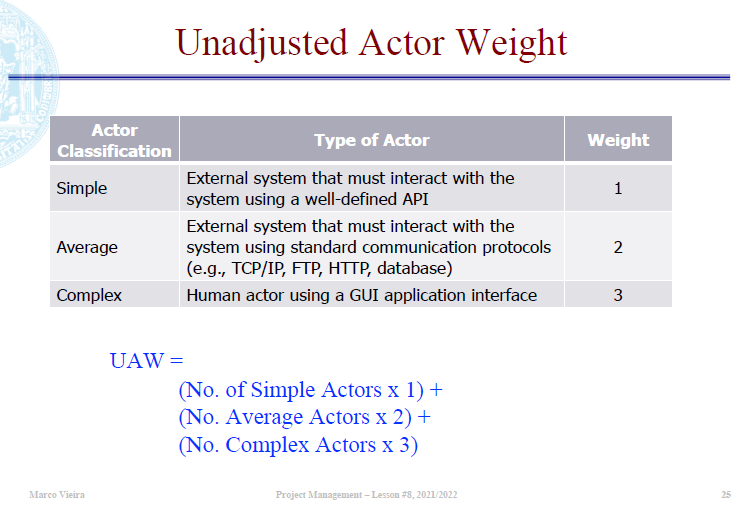 Unadjusted Actor Weight
Actor
Classification
Type of Actor
Weight
Simple
External system that must interact with the
system using a well-defined API
1
Average
External system that must interact with the
system using standard communication protocols
(e.g., TCP/IP, FTP, HTTP, database)
2
Complex
Human actor using a GUI application interface
3
UAW =
(No. of Simple Actors x 1) +
(No. Average Actors x 2) +
(No. Complex Actors x 3)
Marco Vieira
Project Management – Lesson #8, 2021/2022
25